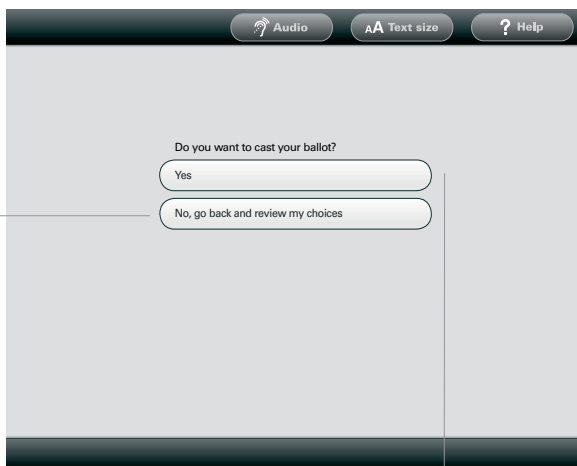 Audio
AA Text size
? Help
Do you want to cast your ballot?
Yes
No, go back and review my choices